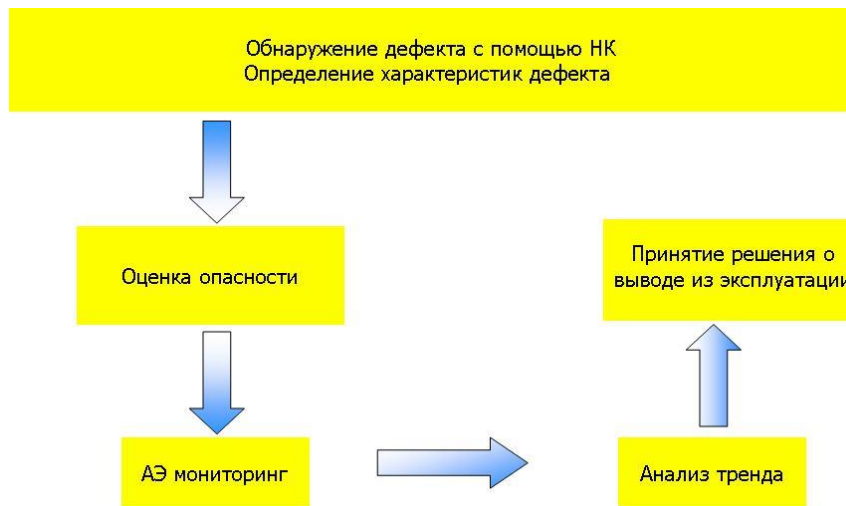 Обнаружение дефекта с помощью НК
Определение характеристик дефекта
Оценка опасности
Принятие решения о
выводе из эксплуатации
АЭ мониторинг
Анализ тренда